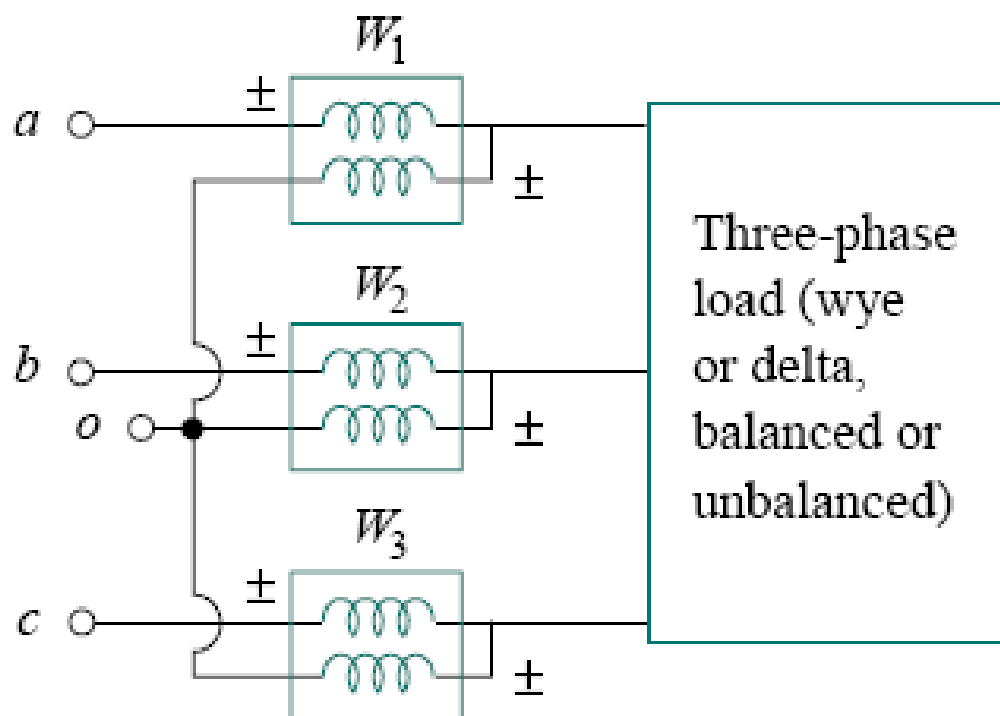 W1
±
a
±
W2
±
b
±
o
W3
±
c
±
Three-phase
load (wye
or delta,
balanced or
unbalanced)